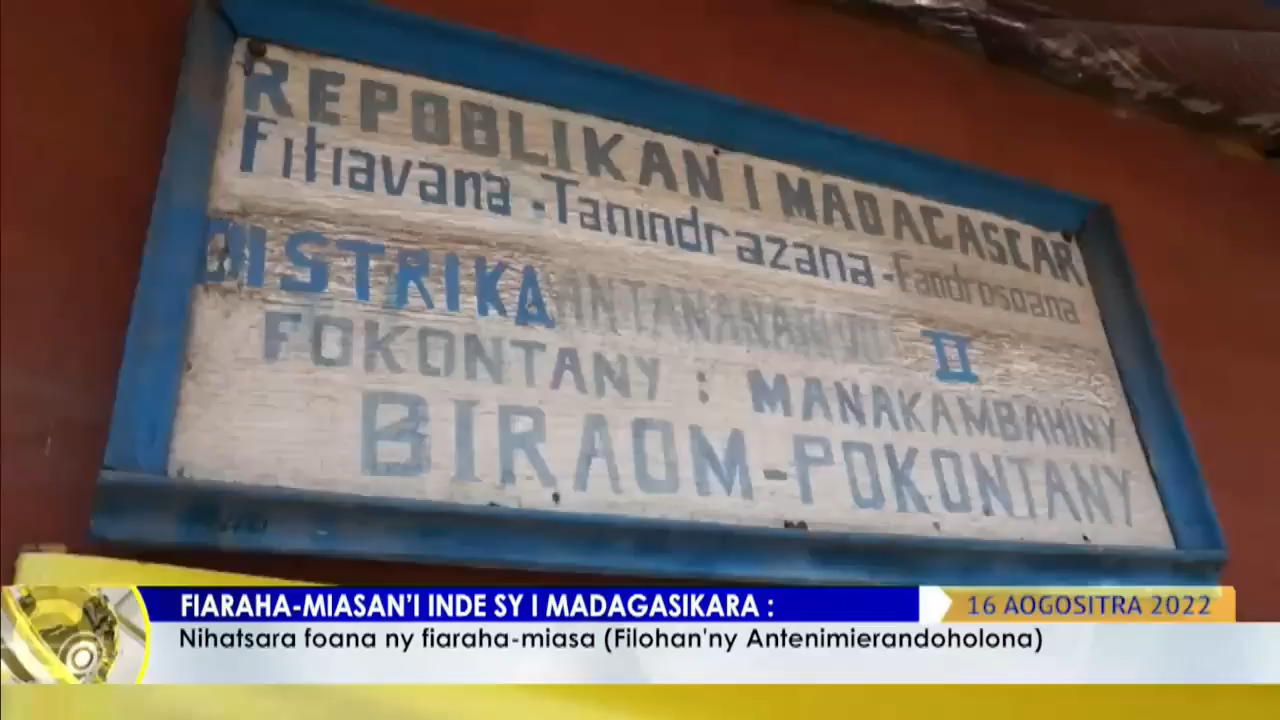 REPOBLIKAN I MADAGASCAR
Fitiavana - Tanindrazana - Fandrosoana
DISTRIKA ANTANANARIVO II
FOKONTANY : MANAKAMBAHINY
BIRAOM-POKONTANY
FIARAHA-MIASAN'I INDE SY I MADAGASIKARA :
16 AOGOSITRA 2022
Nihatsara foana ny fiaraha-miasa (Filohan'ny Antenimierandoholona)